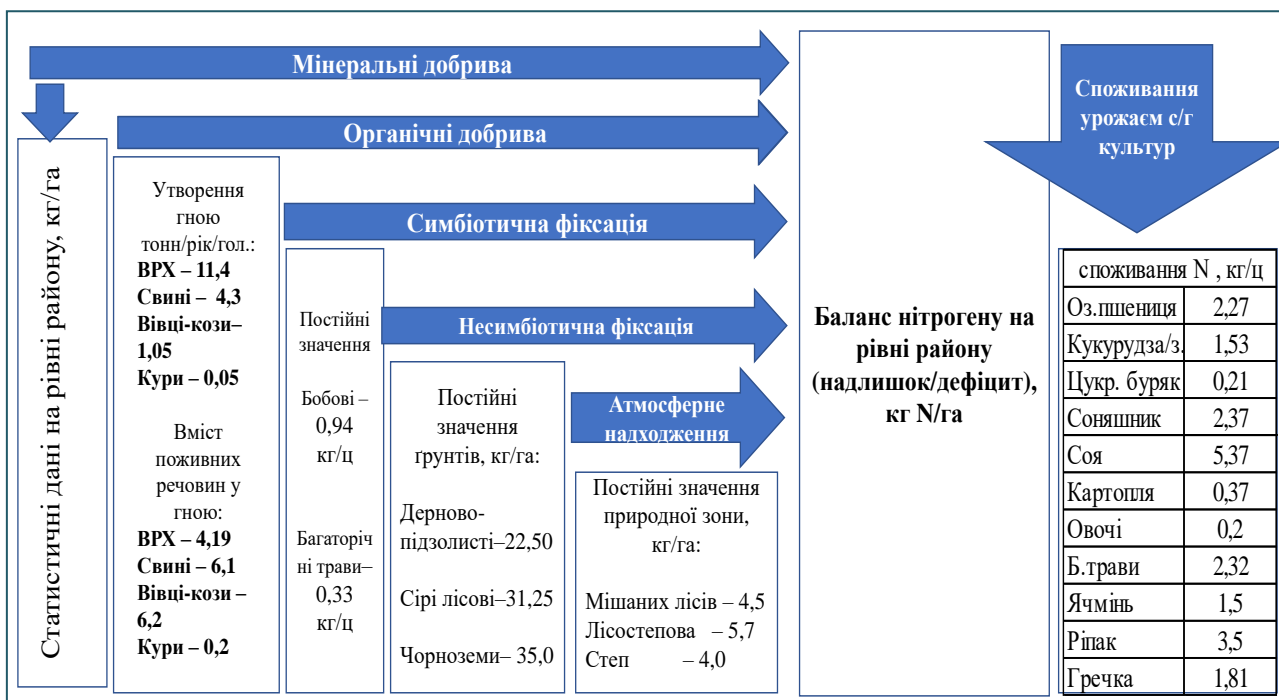 Мінеральні добрива
Органічні добрива
Симбіотична фіксація
Несимбіотична фіксація
Атмосферне
надходження
Статистичні дані на рівні району, кг/га
Утворення
гною
тонн/рік/гол.:
ВРХ – 11,4
Свині – 4,3
Вівці-кози–
1,05
Кури – 0,05
Вміст
поживних
речовин у
гною:
ВРХ – 4,19
Свині – 6,1
Вівці-кози –
6,2
Кури – 0,2
Постійні
значення
Бобові –
0,94
кг/ц
Багаторіч
ні трави–
0,33
кг/ц
Постійні
значення
ґрунтів, кг/га:
Дерново-
підзолисті–22,50
Сірі лісові–31,25
Чорноземи– 35,0
Постійні значення
природної зони,
кг/га:
Мішаних лісів – 4,5
Лісостепова – 5,7
Степ – 4,0
Баланс нітрогену на
рівні району
(надлишок/дефіцит),
кг N/га
Споживання
урожаєм с/г
культур
споживання N , кг/ц
Оз.пшениця 2,27
Кукурудза/з. 1,53
Цукр. буряк 0,21
Соняшник 2,37
Соя 5,37
Картопля 0,37
Овочі 0,2
Б.трави 2,32
Ячмінь 1,5
Ріпак 3,5
Гречка 1,81